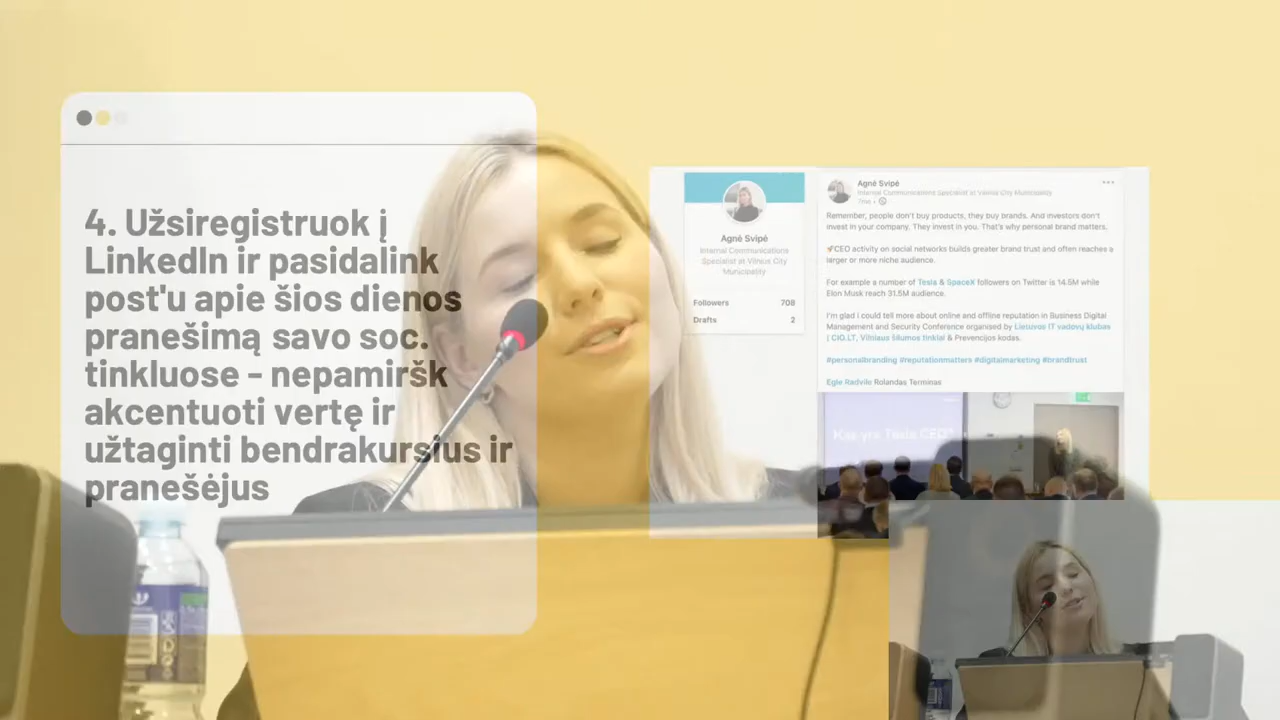 4. Užsiregistruok į
LinkedIn ir pasidalink
post'u apie šios dienos
pranešimą savo soc.
tinkluose - nepamiršk
akcentuoti vertę ir
užtaginti bendrakursius ir
pranešėjus
Agnė Svipė
Internal Communications
Specialist at Vilnius City
Municipality
Followers 708
Drafts 2
Agnė Svipė
Internal Communications Specialist at Vilnius City Municipality
Remember, people don't buy products, they buy brands. And investors don't
invest in your company. They invest in you. That's why personal brand matters.
🚀CEO activity on social networks builds greater brand trust and often reaches a
larger or more niche audience.
For example a number of Tesla & SpaceX followers on Twitter is 14.5M while
Elon Musk reach 31.5M audience.
I'm glad i could tell more about online and offline reputation in Business Digital
Management and Security Conference organised by Lietuvos IT vadovų klubas
| CIO.LT, Vilniaus šilumos tinklai & Prevencijos kodas.
#personalbranding #reputationmatters #digitalmarketing #brandtrust
Egle Radvile Rolandas Terminas
Kas yra Tesla CEO?